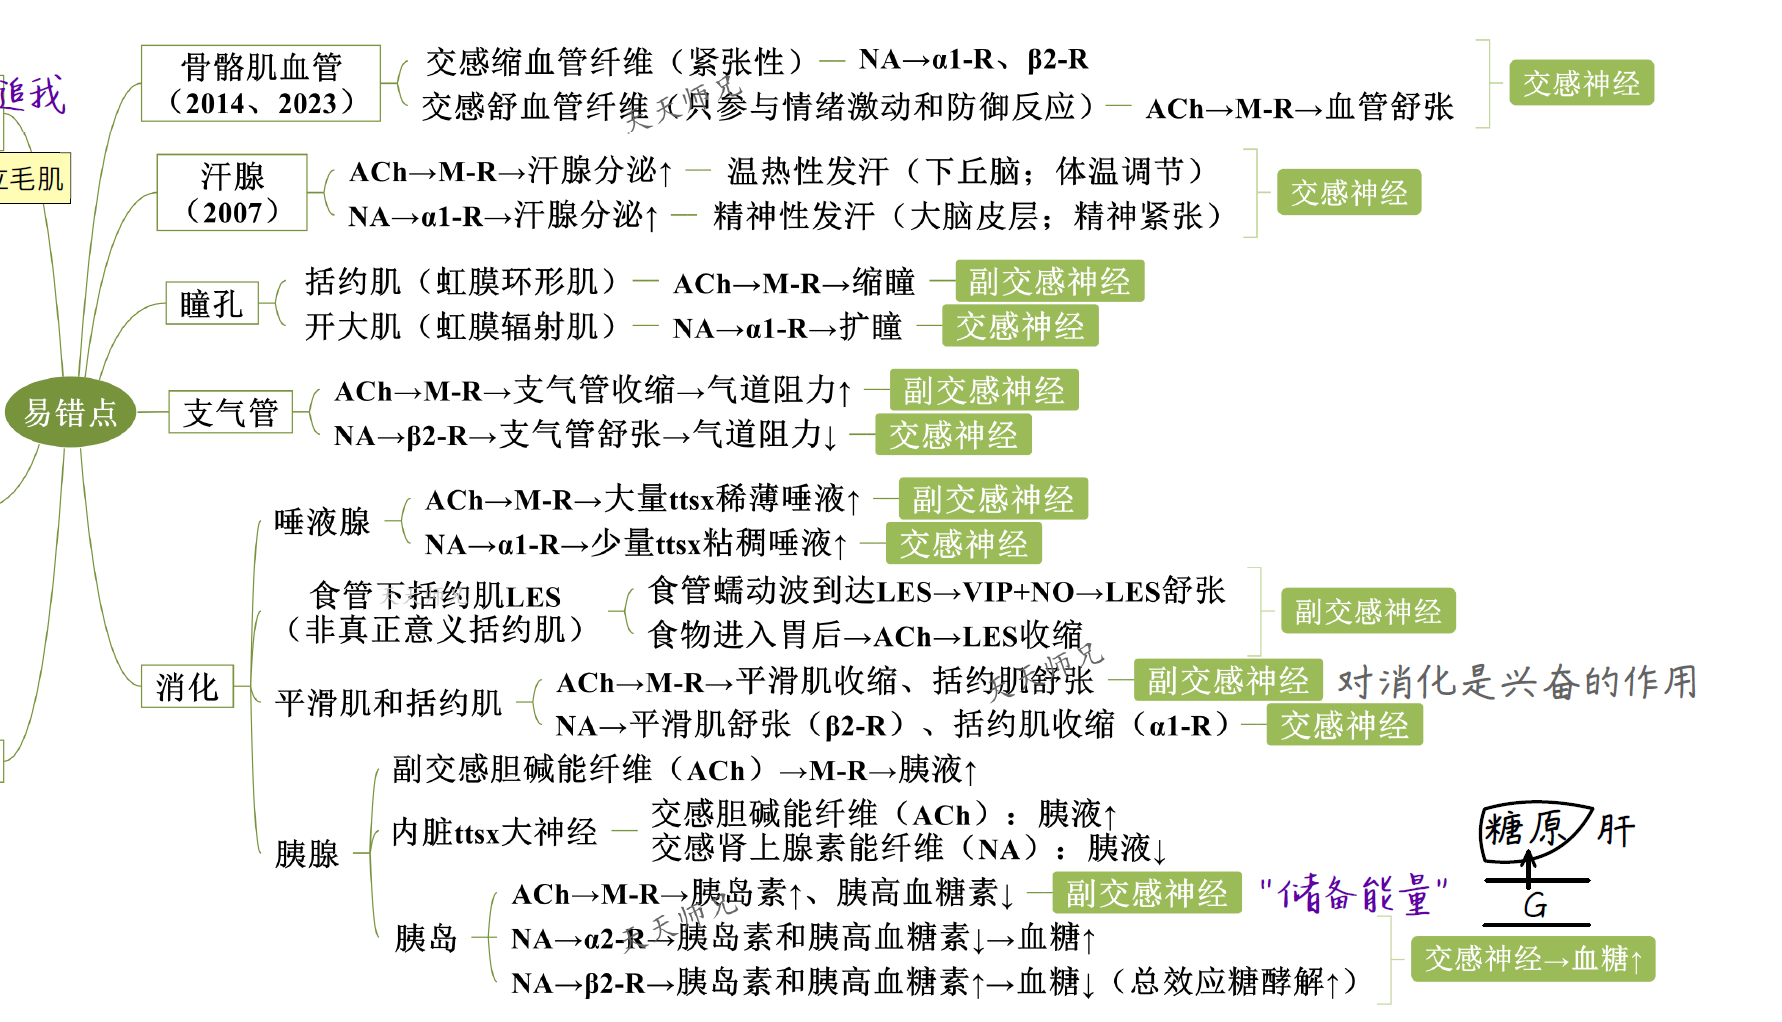 追我
立毛肌
易错点
骨骼肌血管
（2014、2023）
交感缩血管纤维（紧张性） NA→α1-R、β2-R
交感舒血管纤维（只参与情绪激动和防御反应） ACh→M-R→血管舒张
交感神经
天天师兄
汗腺
（2007）
ACh→M-R→汗腺分泌↑ 温热性发汗（下丘脑；体温调节）
NA→α1-R→汗腺分泌↑ 精神性发汗（大脑皮层；精神紧张）
交感神经
瞳孔
括约肌（虹膜环形肌） ACh→M-R→缩瞳 副交感神经
开大肌（虹膜辐射肌） NA→α1-R→扩瞳 交感神经
支气管
ACh→M-R→支气管收缩→气道阻力↑ 副交感神经
NA→β2-R→支气管舒张→气道阻力↓ 交感神经
消化
唾液腺
ACh→M-R→大量ttsx稀薄唾液↑ 副交感神经
NA→α1-R→少量ttsx粘稠唾液↑ 交感神经
食管下括约肌LES
（非真正意义括约肌）
食管蠕动波到达LES→VIP+NO→LES舒张
食物进入胃后→ACh→LES收缩
副交感神经
天天师兄
平滑肌和括约肌
ACh→M-R→平滑肌收缩、括约肌舒张 副交感神经 对消化是兴奋的作用
NA→平滑肌舒张（β2-R）、括约肌收缩（α1-R） 交感神经
胰腺
副交感胆碱能纤维（ACh）→M-R→胰液↑
内脏ttsx大神经
交感胆碱能纤维（ACh）：胰液↑
交感肾上腺素能纤维（NA）：胰液↓
胰岛
ACh→M-R→胰岛素↑、胰高血糖素↓ 副交感神经 "储备能量"
NA→α2-R→胰岛素和胰高血糖素↓→血糖↑
NA→β2-R→胰岛素和胰高血糖素↑→血糖↓（总效应糖酵解↑）
交感神经→血糖↑
天天师兄
糖原 肝
G